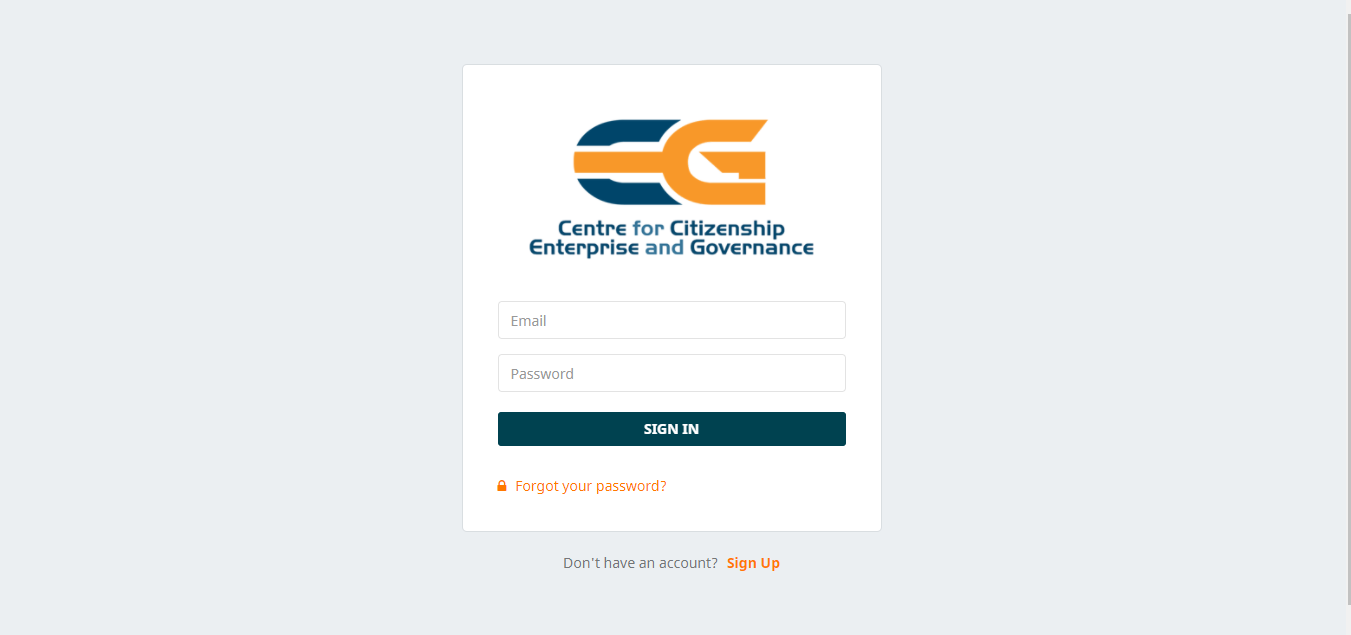 CEG
Centre for Citizenship
Enterprise and Governance
Email
Password
SIGN IN
Forgot your password?
Don't have an account? Sign Up